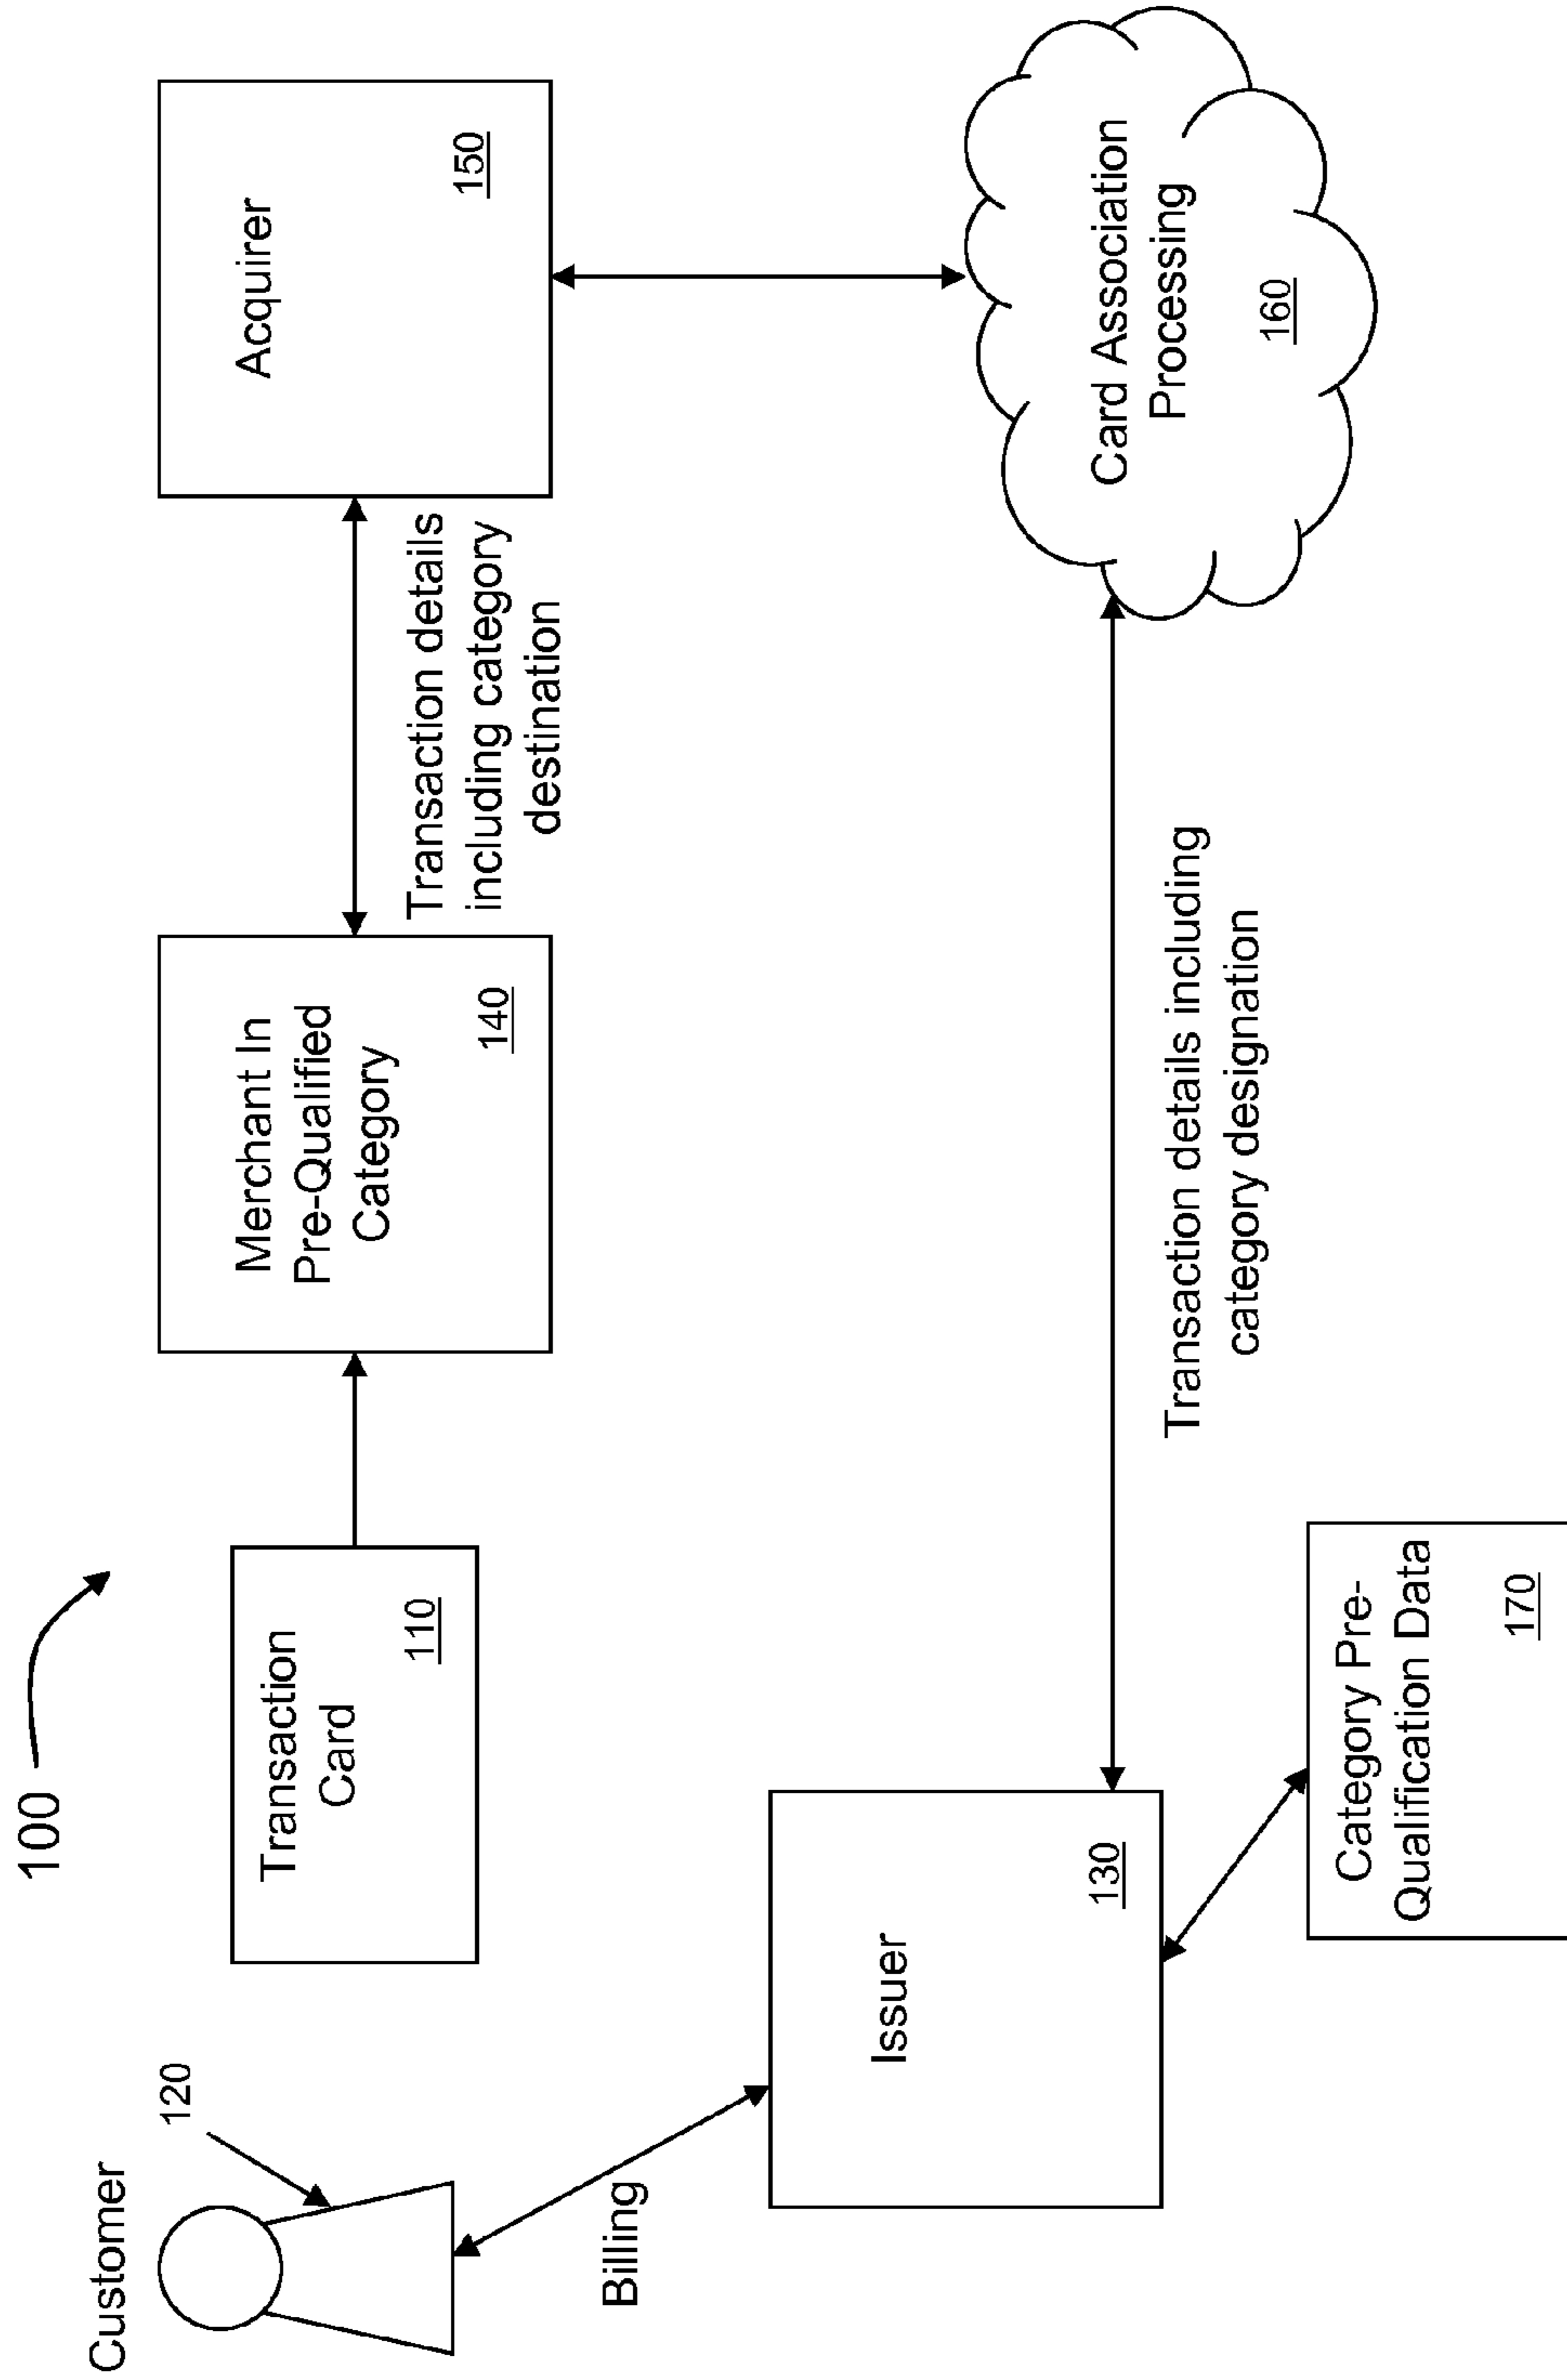 100
Customer
120
Transaction
Card
110
Merchant In
Pre-Qualified
Category
140
Transaction details
including category
destination
Acquirer
150
Billing
Issuer
130
Transaction details including
category designation
Card Association
Processing
160
Category Pre-
Qualification Data
170